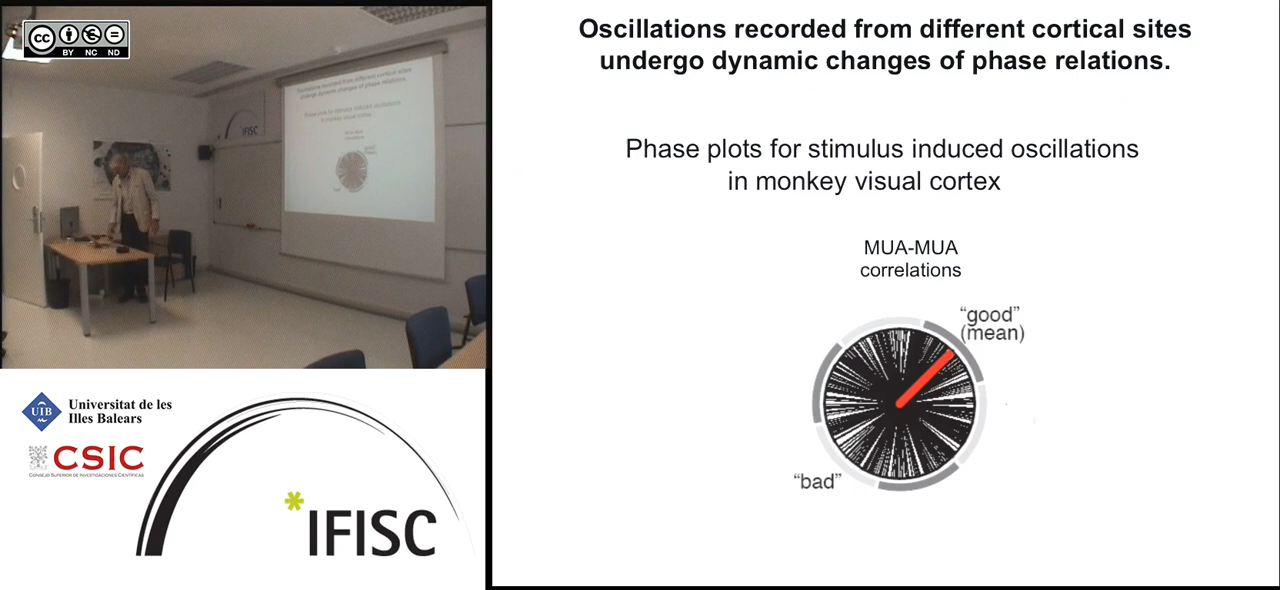 cc
BY NC ND
Oscillations recorded from different cortical sites
undergo dynamic changes of phase relations.
Phase plots for stimulus induced oscillations
in monkey visual cortex
MUA-MUA
correlations
“good”
(mean)
“bad”
IFISC
UIB
Universitat de les
Illes Balears
CSIC
CONSEJO SUPERIOR DE INVESTIGACIONES CIENTÍFICAS
*IFISC